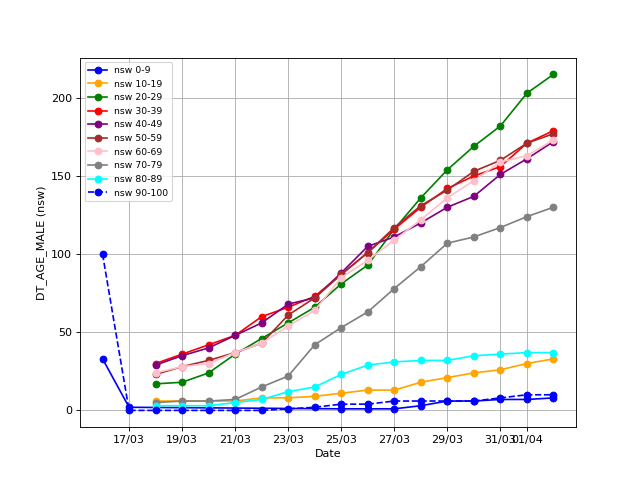 nsw 0-9
nsw 10-19
nsw 20-29
nsw 30-39
nsw 40-49
nsw 50-59
nsw 60-69
nsw 70-79
nsw 80-89
nsw 90-100
DT_AGE_MALE (nsw)
200
150
100
50
0
17/03 19/03 21/03 23/03 25/03 27/03 29/03 31/03 01/04
Date